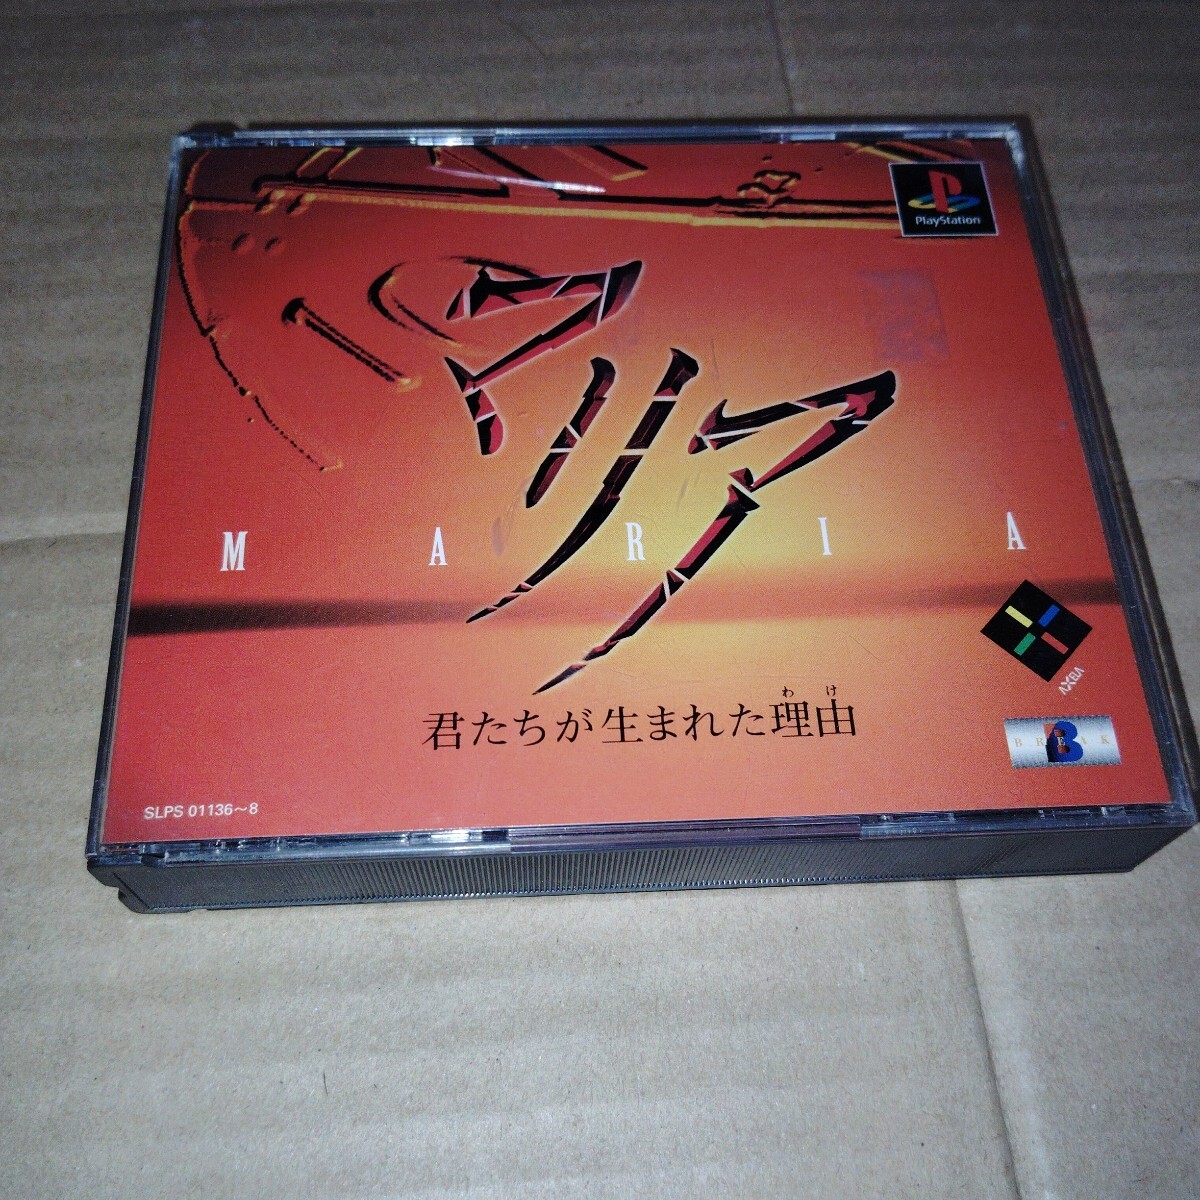 PlayStation
マリア
MARIA
AXELA
君たちが生まれた理由
わけ
BREAK
SLPS 01136～8